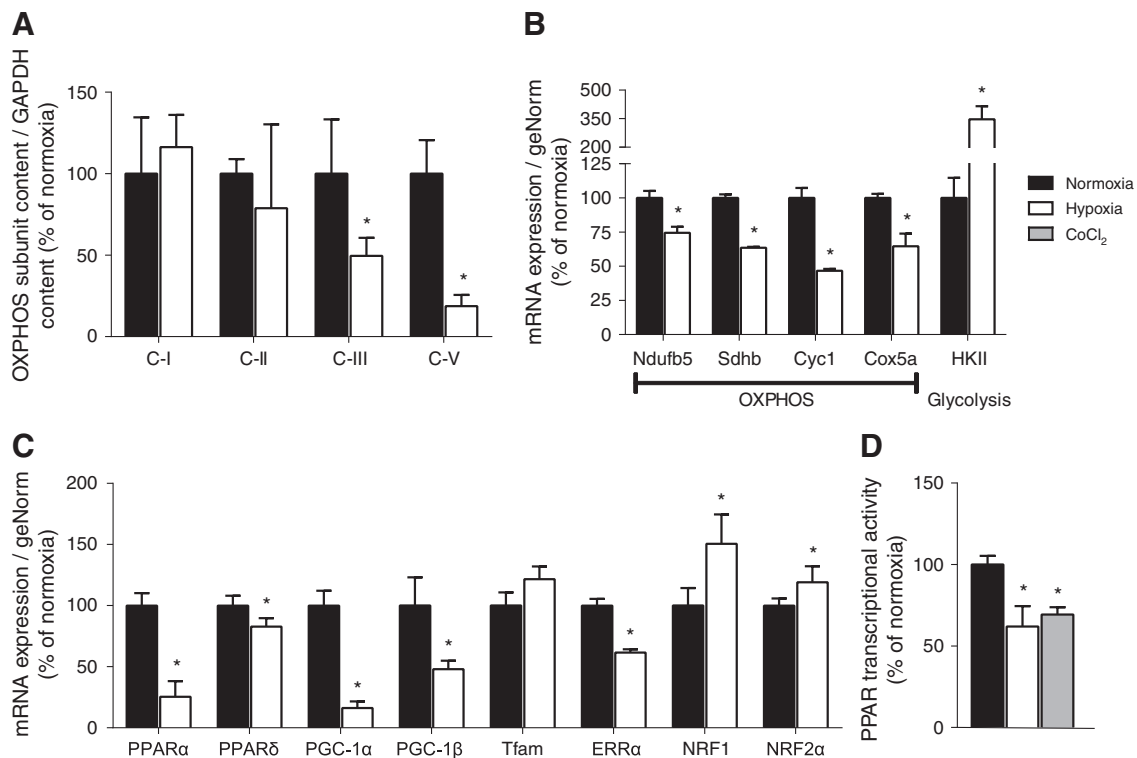 A
OXPHOS subunit content / GAPDH
content (% of normoxia)
150
100
50
0
*
*
C-I
C-II
C-III
C-V
B
mRNA expression / geNorm
(% of normoxia)
500
350
200
125
100
75
50
25
0
*
*
*
*
*
Ndufb5
Sdhb
Cyc1
Cox5a
HKII
OXPHOS
Glycolysis
Normoxia
Hypoxia
CoCl2
C
mRNA expression / geNorm
(% of normoxia)
200
150
100
50
0
*
*
*
*
*
*
*
PPARα
PPARδ
PGC-1α
PGC-1β
Tfam
ERRα
NRF1
NRF2α
D
PPAR transcriptional activity
(% of normoxia)
150
100
50
0
*
*